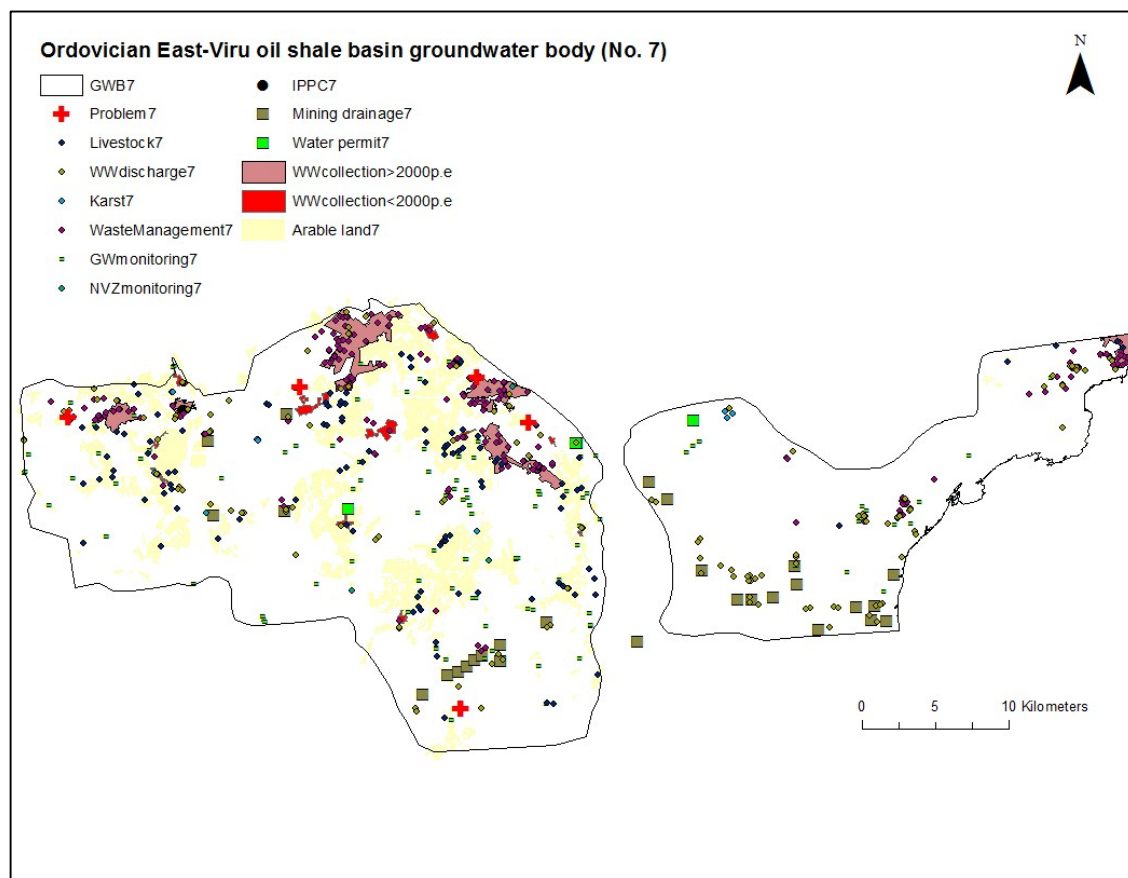 Ordovician East-Viru oil shale basin groundwater body (No. 7)
N
GWB7
IPPC7
Problem7
Mining drainage7
Livestock7
Water permit7
WWdischarge7
WWcollection>2000p.e
Karst7
WWcollection<2000p.e
WasteManagement7
Arable land7
GWmonitoring7
NVZmonitoring7
0 5 10 Kilometers